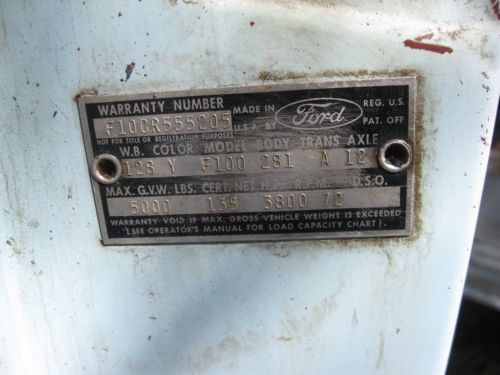 WARRANTY NUMBER MADE IN Ford REG. U.S.
F10CR555205 U.S.A. BY PAT. OFF
NOT FOR TITLE OR REGISTRATION PURPOSES
W.B. COLOR MODEL BODY TRANS AXLE
128 Y F100 281 A 12
MAX. G.V.W. LBS. CERT. NET H.P. R.P.M. D.S.O.
5000 138 3800 72
WARRANTY VOID IF MAX. GROSS VEHICLE WEIGHT IS EXCEEDED
(SEE OPERATOR'S MANUAL FOR LOAD CAPACITY CHART)